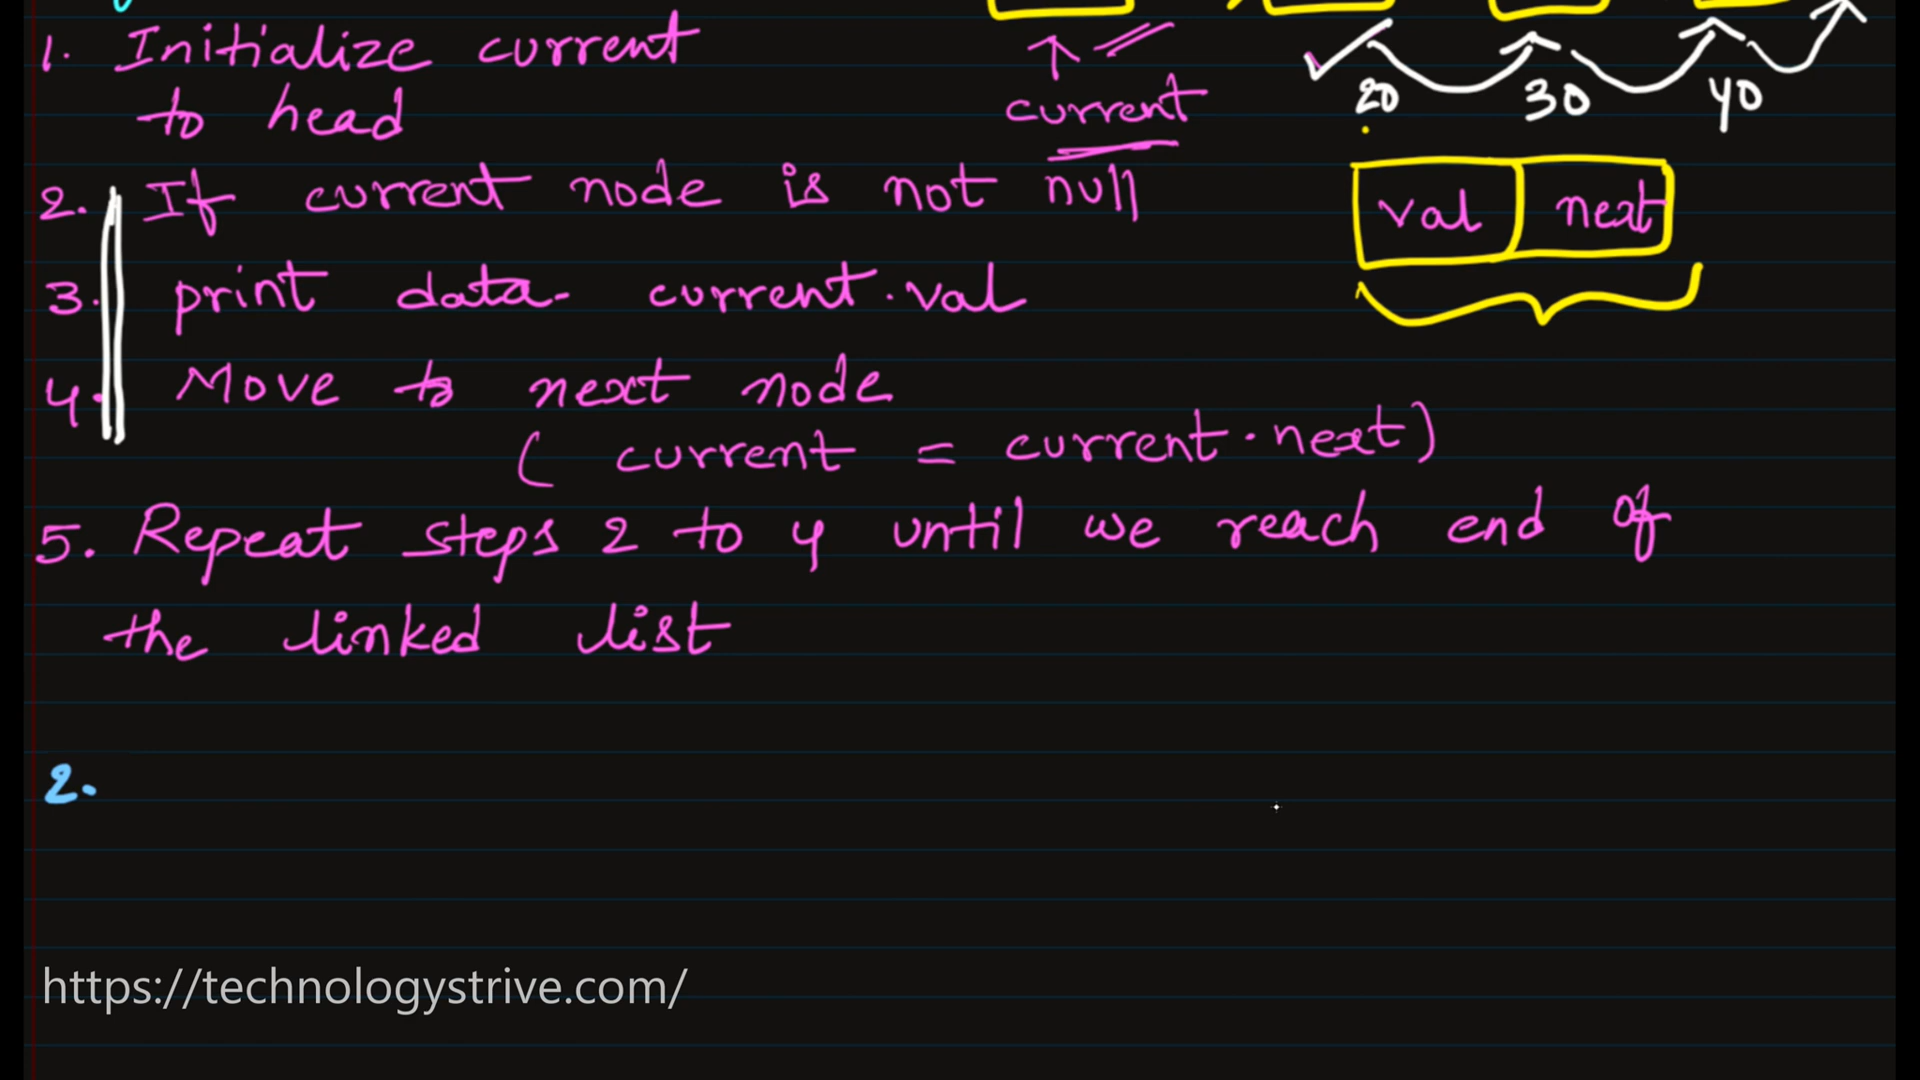 1. Initialize current
to head
current
20 30 40
2. If current node is not null
val next
3. print data - current.val
4. Move to next node
( current = current.next)
5. Repeat steps 2 to 4 until we reach end of
the linked list
2.
https://technologystrive.com/